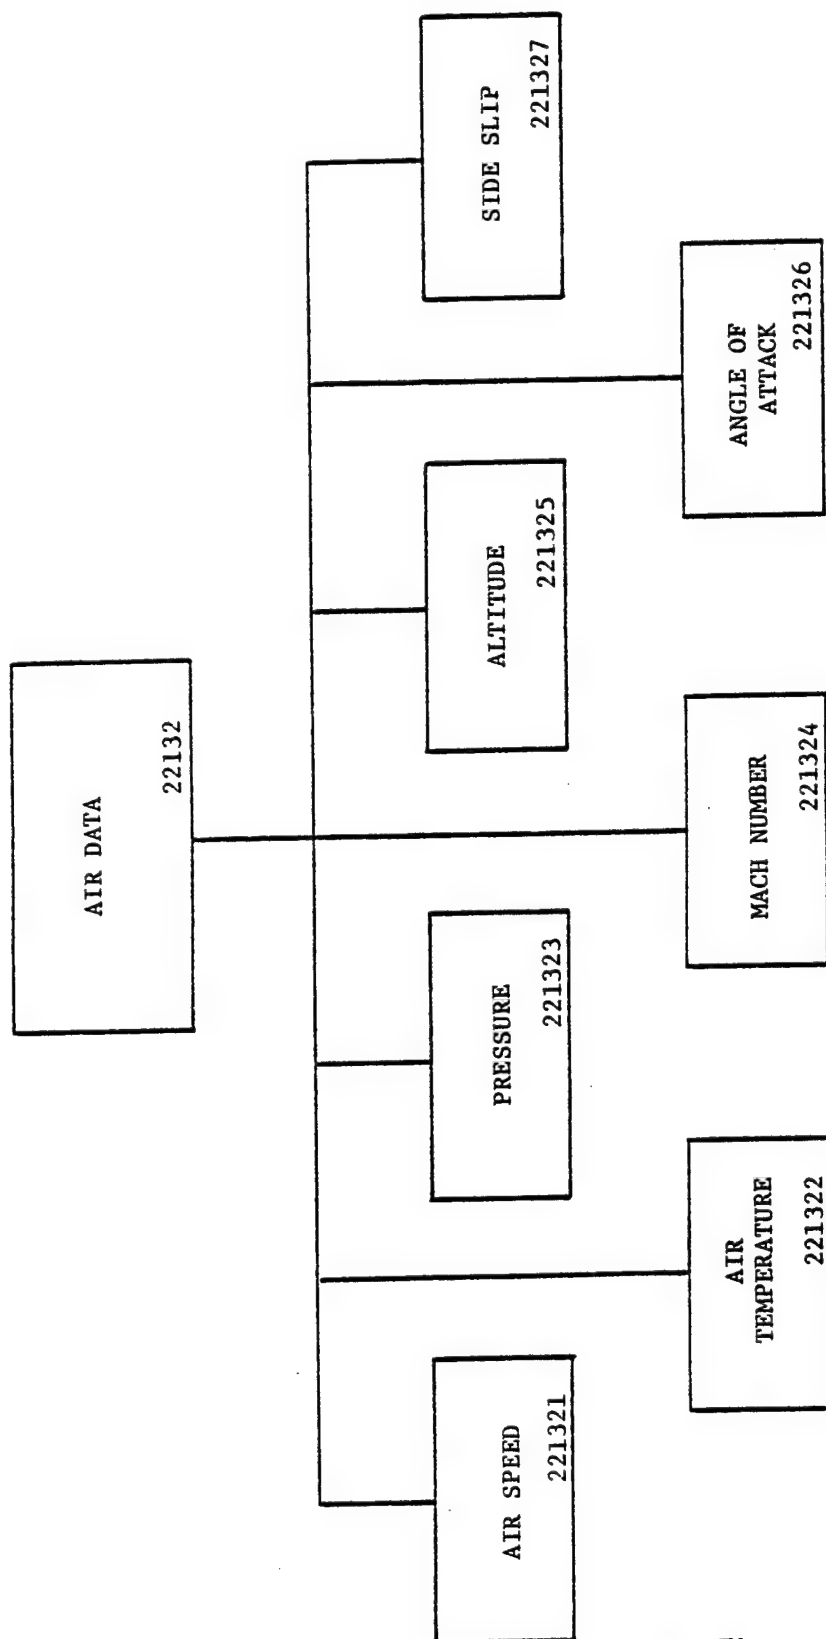 AIR DATA
22132
AIR SPEED
221321
AIR
TEMPERATURE
221322
PRESSURE
221323
MACH NUMBER
221324
ALTITUDE
221325
ANGLE OF
ATTACK
221326
SIDE SLIP
221327